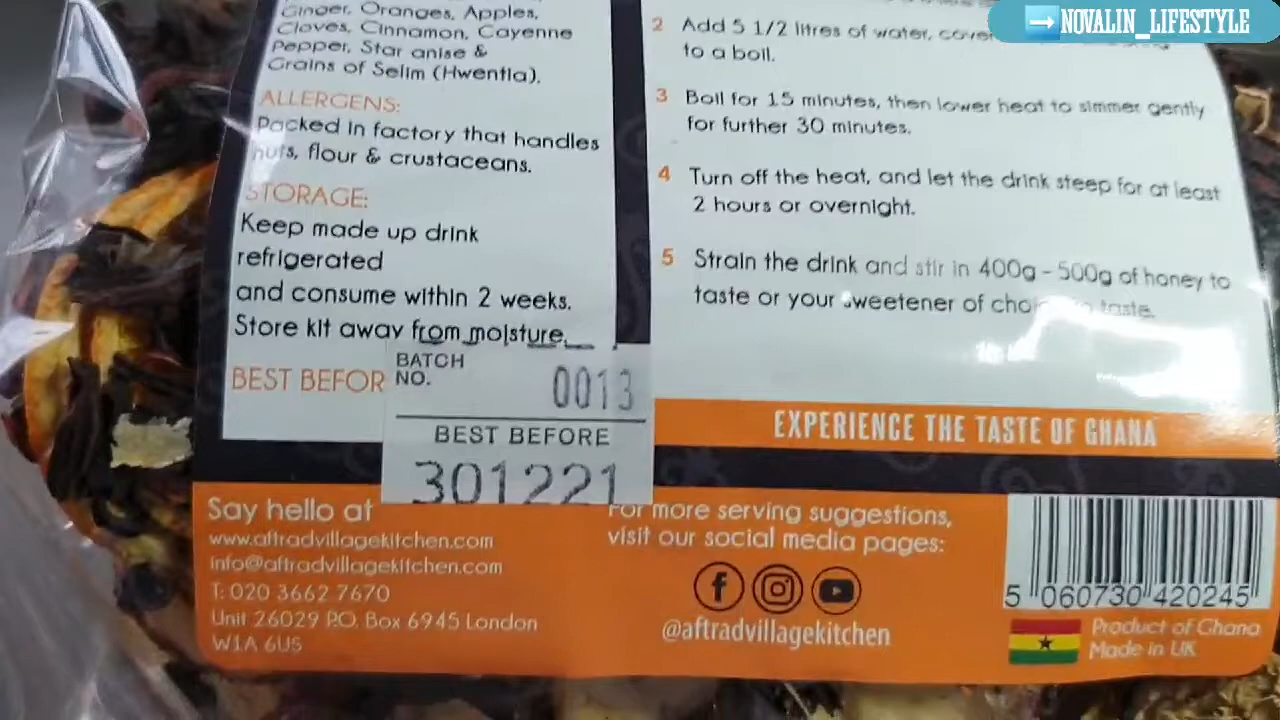 ➡NOVALIN_LIFESTYLE
Ginger, Oranges, Apples,
Cloves, Cinnamon, Cayenne
Pepper, Star anise &
Grains of Selim (Hwentia).
ALLERGENS:
Packed in factory that handles
nuts, flour & crustaceans.
STORAGE:
Keep made up drink
refrigerated
and consume within 2 weeks.
Store kit away from moisture.
BEST BEFOR
BATCH
NO. 0013
BEST BEFORE
301221
2 Add 5 1/2 litres of water, cover
to a boil.
3 Boil for 15 minutes, then lower heat to simmer gently
for further 30 minutes.
4 Turn off the heat, and let the drink steep for at least
2 hours or overnight.
5 Strain the drink and stir in 400g - 500g of honey to
taste or your sweetener of choice to taste.
EXPERIENCE THE TASTE OF GHANA
Say hello at
www.aftradvillagekitchen.com
info@aftradvillagekitchen.com
T: 020 3662 7670
Unit 26029 P.O. Box 6945 London
W1A 6US
For more serving suggestions,
visit our social media pages:
@aftradvillagekitchen
5 060730 420245
Product of Ghana
Made in UK